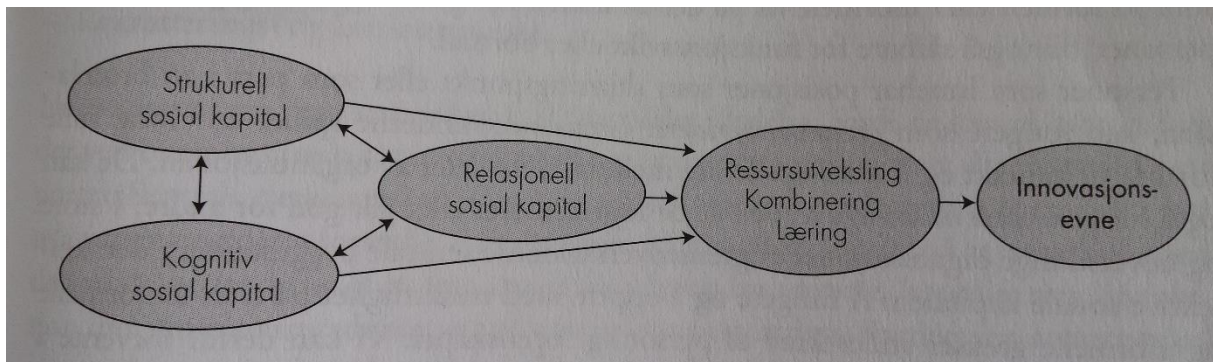 Strukturell
sosial kapital
Relasjonell
sosial kapital
Kognitiv
sosial kapital
Ressursutveksling
Kombinering
Læring
Innovasjons-
evne